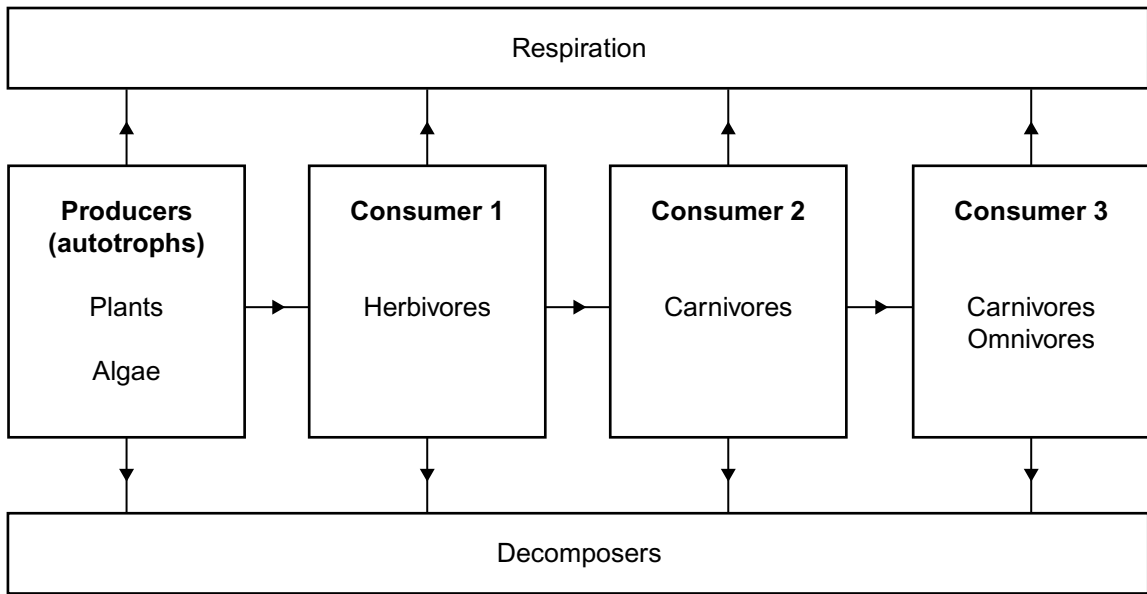 Respiration
Producers
(autotrophs)
Plants
Algae
Consumer 1
Herbivores
Consumer 2
Carnivores
Consumer 3
Carnivores
Omnivores
Decomposers